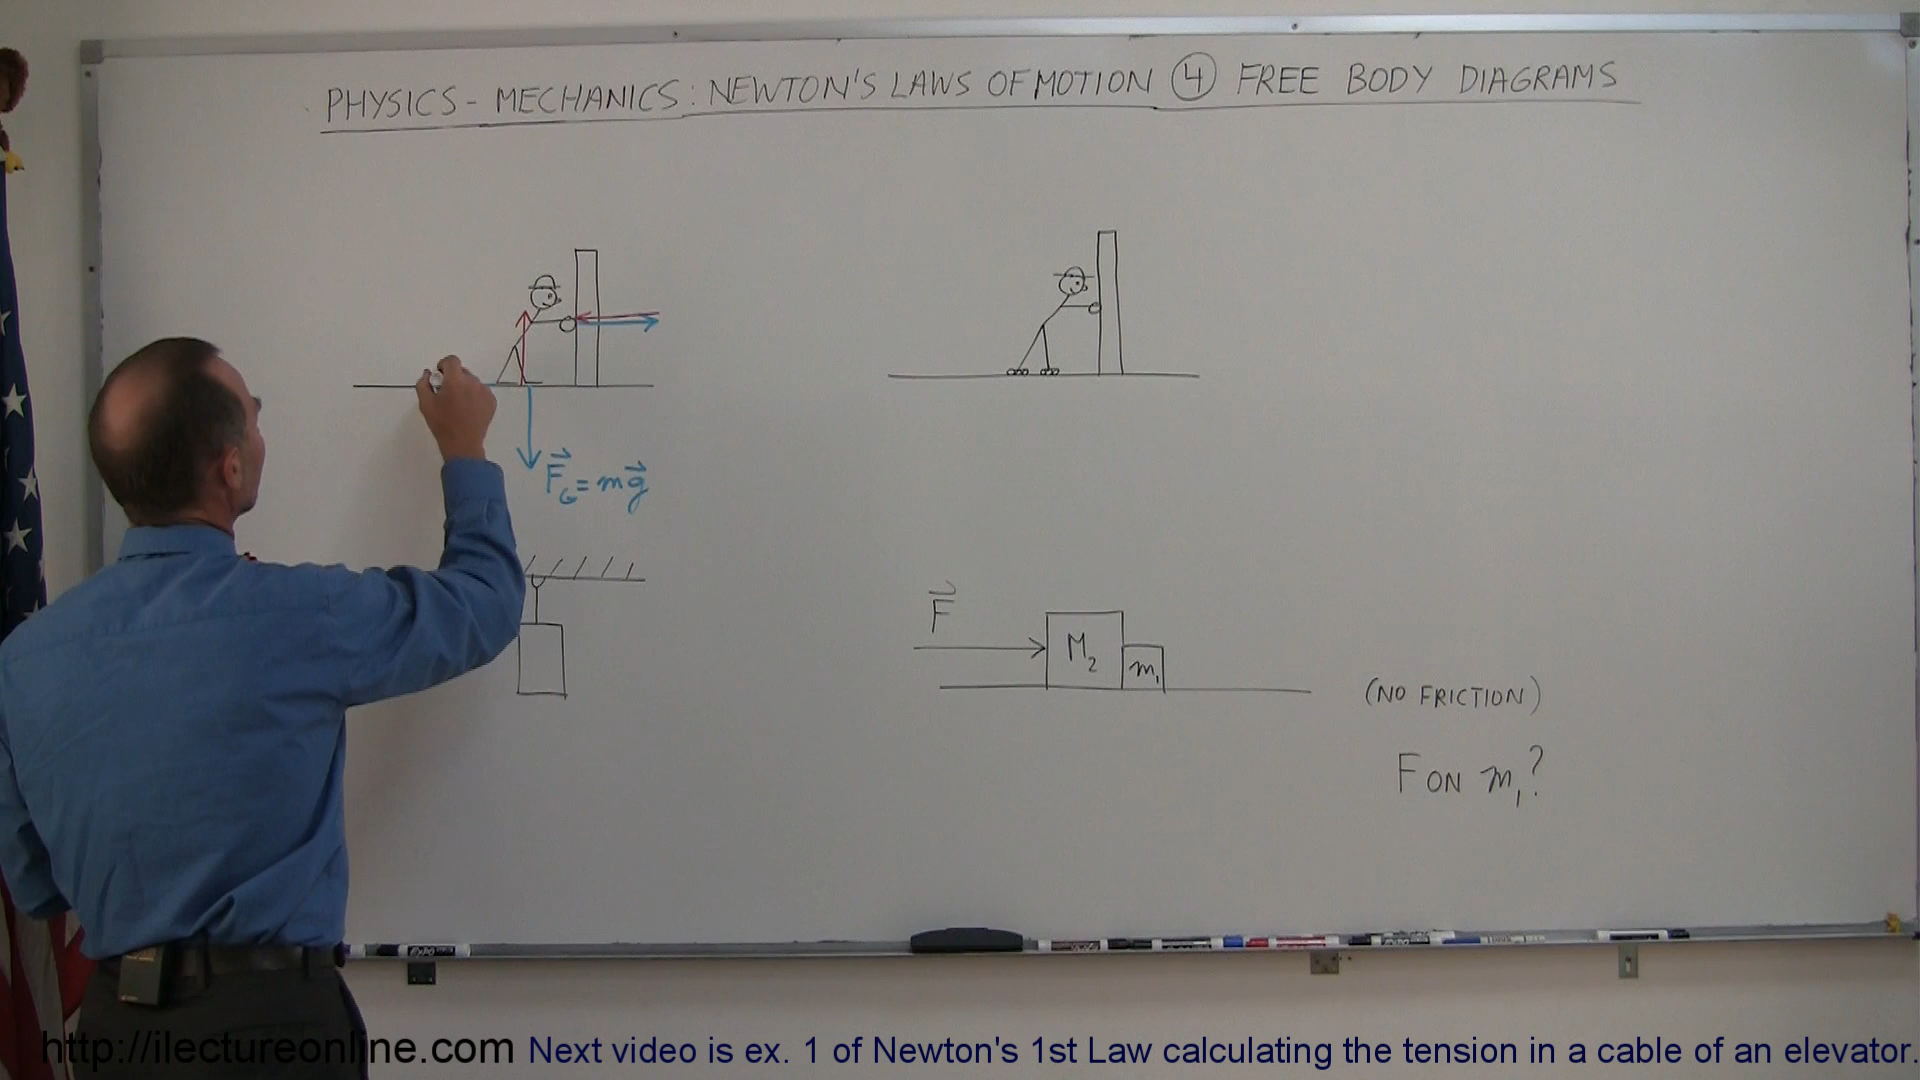 PHYSICS - MECHANICS: NEWTON'S LAWS OF MOTION ④ FREE BODY DIAGRAMS
F⃗_G = mg⃗
F⃗
M₂
m₁
(NO FRICTION)
F ON m₁?
http://ilectureonline.com Next video is ex. 1 of Newton's 1st Law calculating the tension in a cable of an elevator.